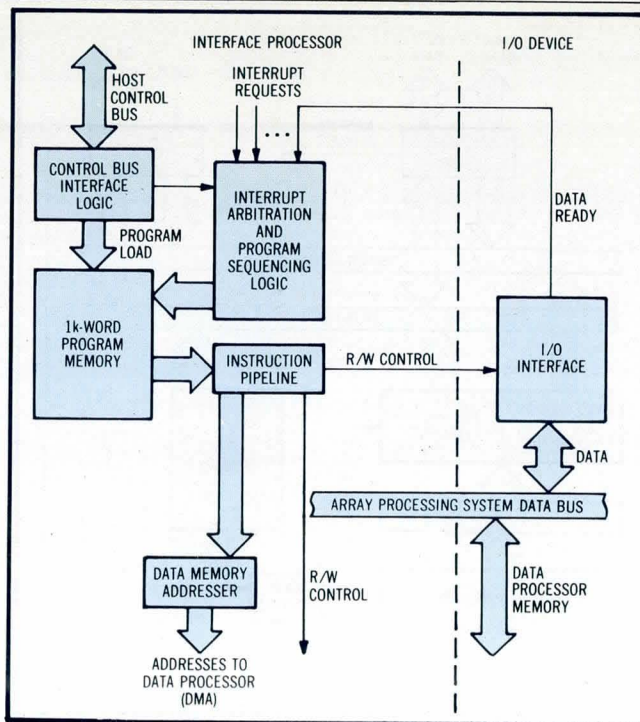 INTERFACE PROCESSOR
I/O DEVICE
HOST
CONTROL
BUS
INTERRUPT
REQUESTS
CONTROL BUS
INTERFACE
LOGIC
PROGRAM
LOAD
INTERRUPT
ARBITRATION
AND
PROGRAM
SEQUENCING
LOGIC
DATA
READY
1k-WORD
PROGRAM
MEMORY
INSTRUCTION
PIPELINE
R/W CONTROL
I/O
INTERFACE
DATA
ARRAY PROCESSING SYSTEM DATA BUS
DATA MEMORY
ADDRESSER
R/W
CONTROL
DATA
PROCESSOR
MEMORY
ADDRESSES TO
DATA PROCESSOR
(DMA)